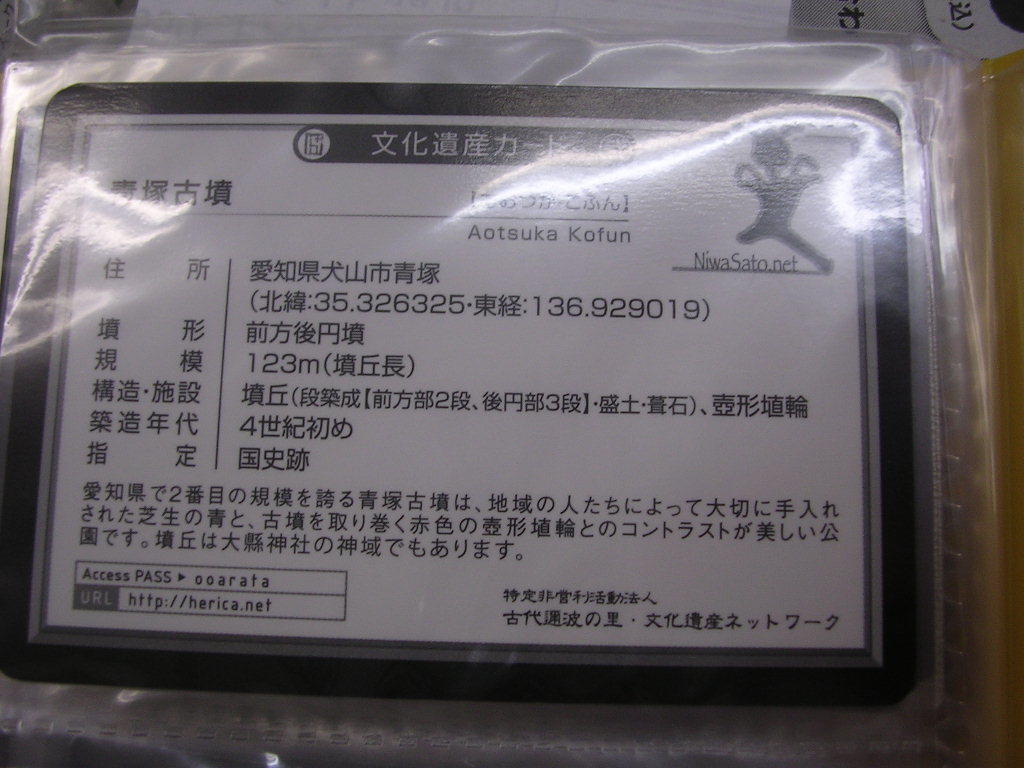 わ
込)
文化遺産カード
青塚古墳
【あおつか こふん】
Aotsuka Kofun
NiwaSato.net
住所 愛知県犬山市青塚
(北緯:35.326325・東経:136.929019)
墳形 前方後円墳
規模 123m(墳丘長)
構造・施設 墳丘(段築成【前方部2段、後円部3段】・盛土・葺石)、壺形埴輪
築造年代 4世紀初め
指定 国史跡
愛知県で2番目の規模を誇る青塚古墳は、地域の人たちによって大切に手入れ
された芝生の青と、古墳を取り巻く赤色の壺形埴輪とのコントラストが美しい公
園です。墳丘は大縣神社の神域でもあります。
Access PASS ▶ ooarata
URL http://herica.net
特定非営利活動法人
古代邇波の里・文化遺産ネットワーク